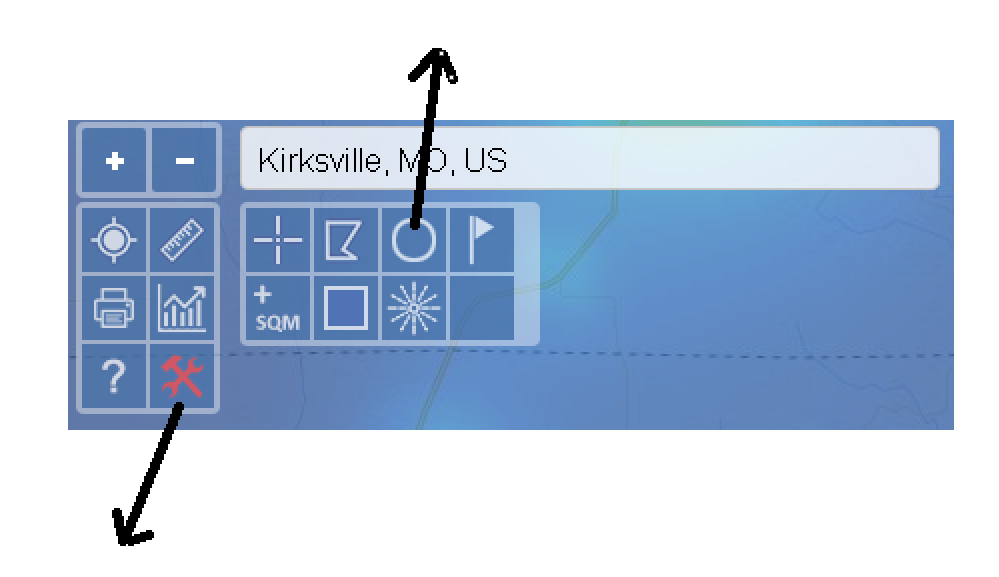 + -
Kirksville, MO, US
+
SQM
?